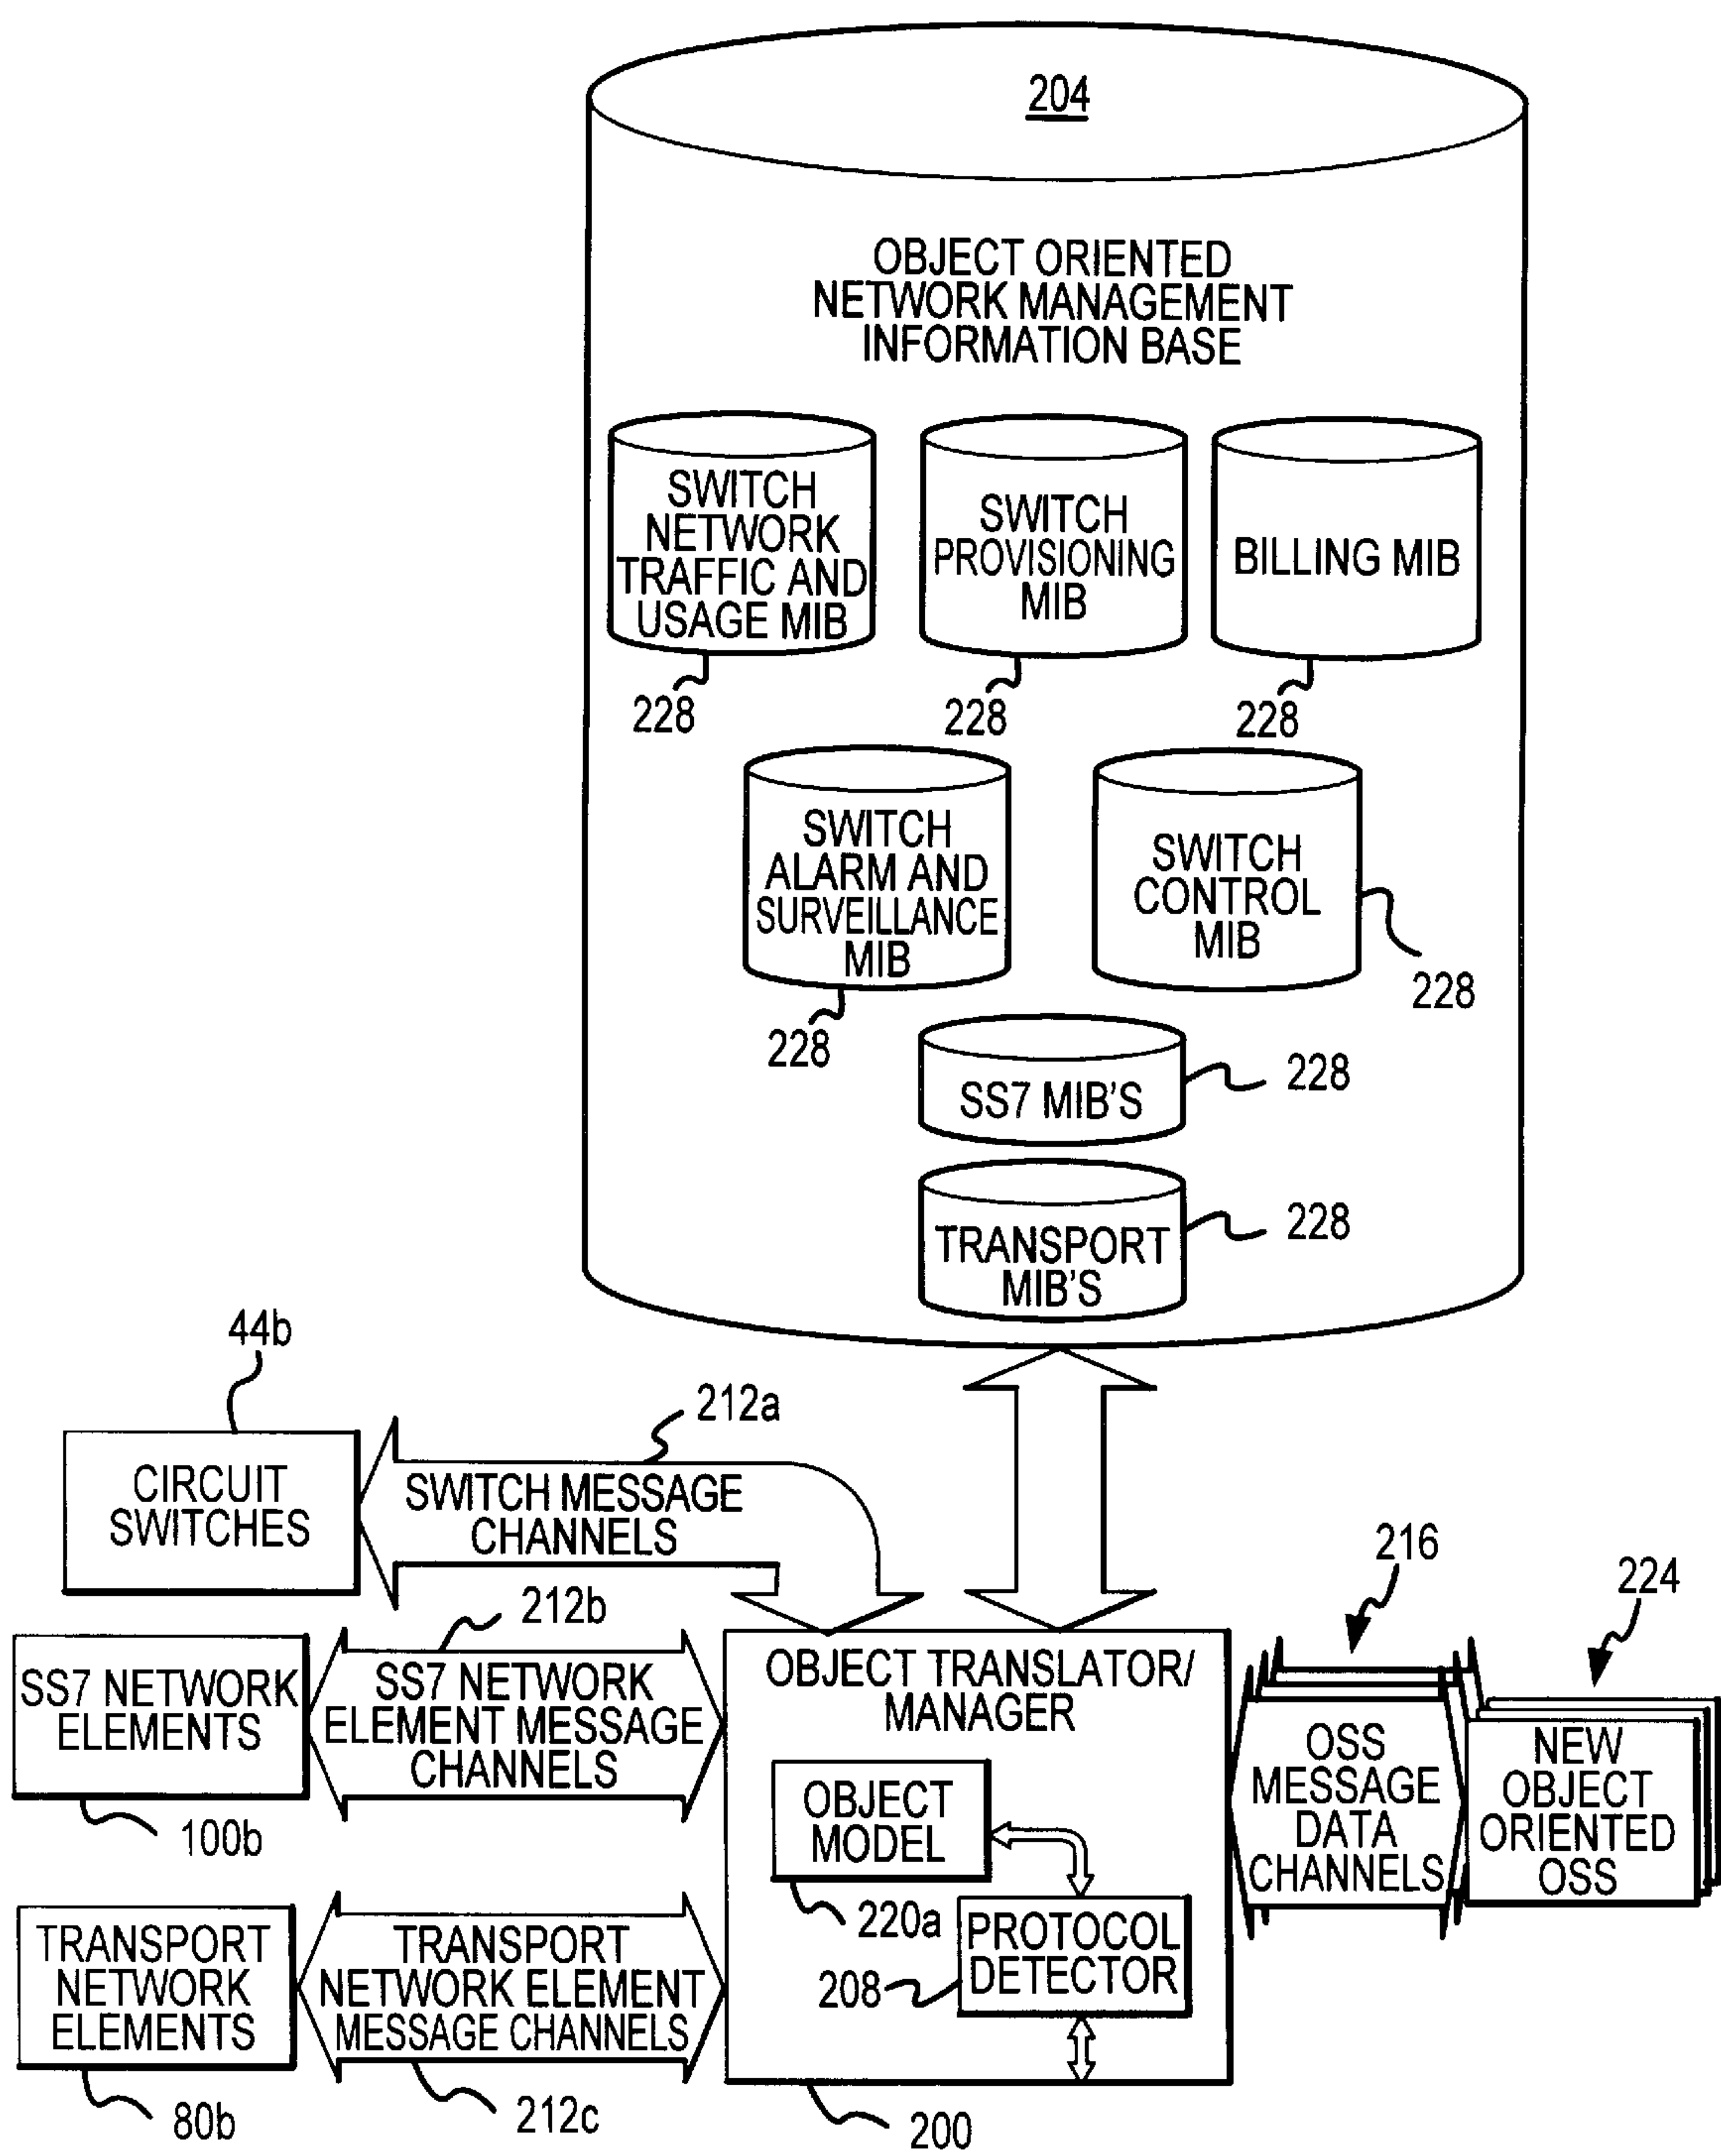 204
OBJECT ORIENTED
NETWORK MANAGEMENT
INFORMATION BASE
SWITCH
NETWORK
TRAFFIC AND
USAGE MIB
228
SWITCH
PROVISIONING
MIB
228
BILLING MIB
228
SWITCH
ALARM AND
SURVEILLANCE
MIB
228
SWITCH
CONTROL
MIB
228
SS7 MIB'S
228
TRANSPORT
MIB'S
228
44b
CIRCUIT
SWITCHES
212a
SWITCH MESSAGE
CHANNELS
212b
SS7 NETWORK
ELEMENTS
100b
SS7 NETWORK
ELEMENT MESSAGE
CHANNELS
TRANSPORT
NETWORK
ELEMENTS
80b
TRANSPORT
NETWORK ELEMENT
MESSAGE CHANNELS
212c
OBJECT TRANSLATOR/
MANAGER
OBJECT
MODEL
220a
PROTOCOL
DETECTOR
208
200
216
OSS
MESSAGE
DATA
CHANNELS
224
NEW
OBJECT
ORIENTED
OSS